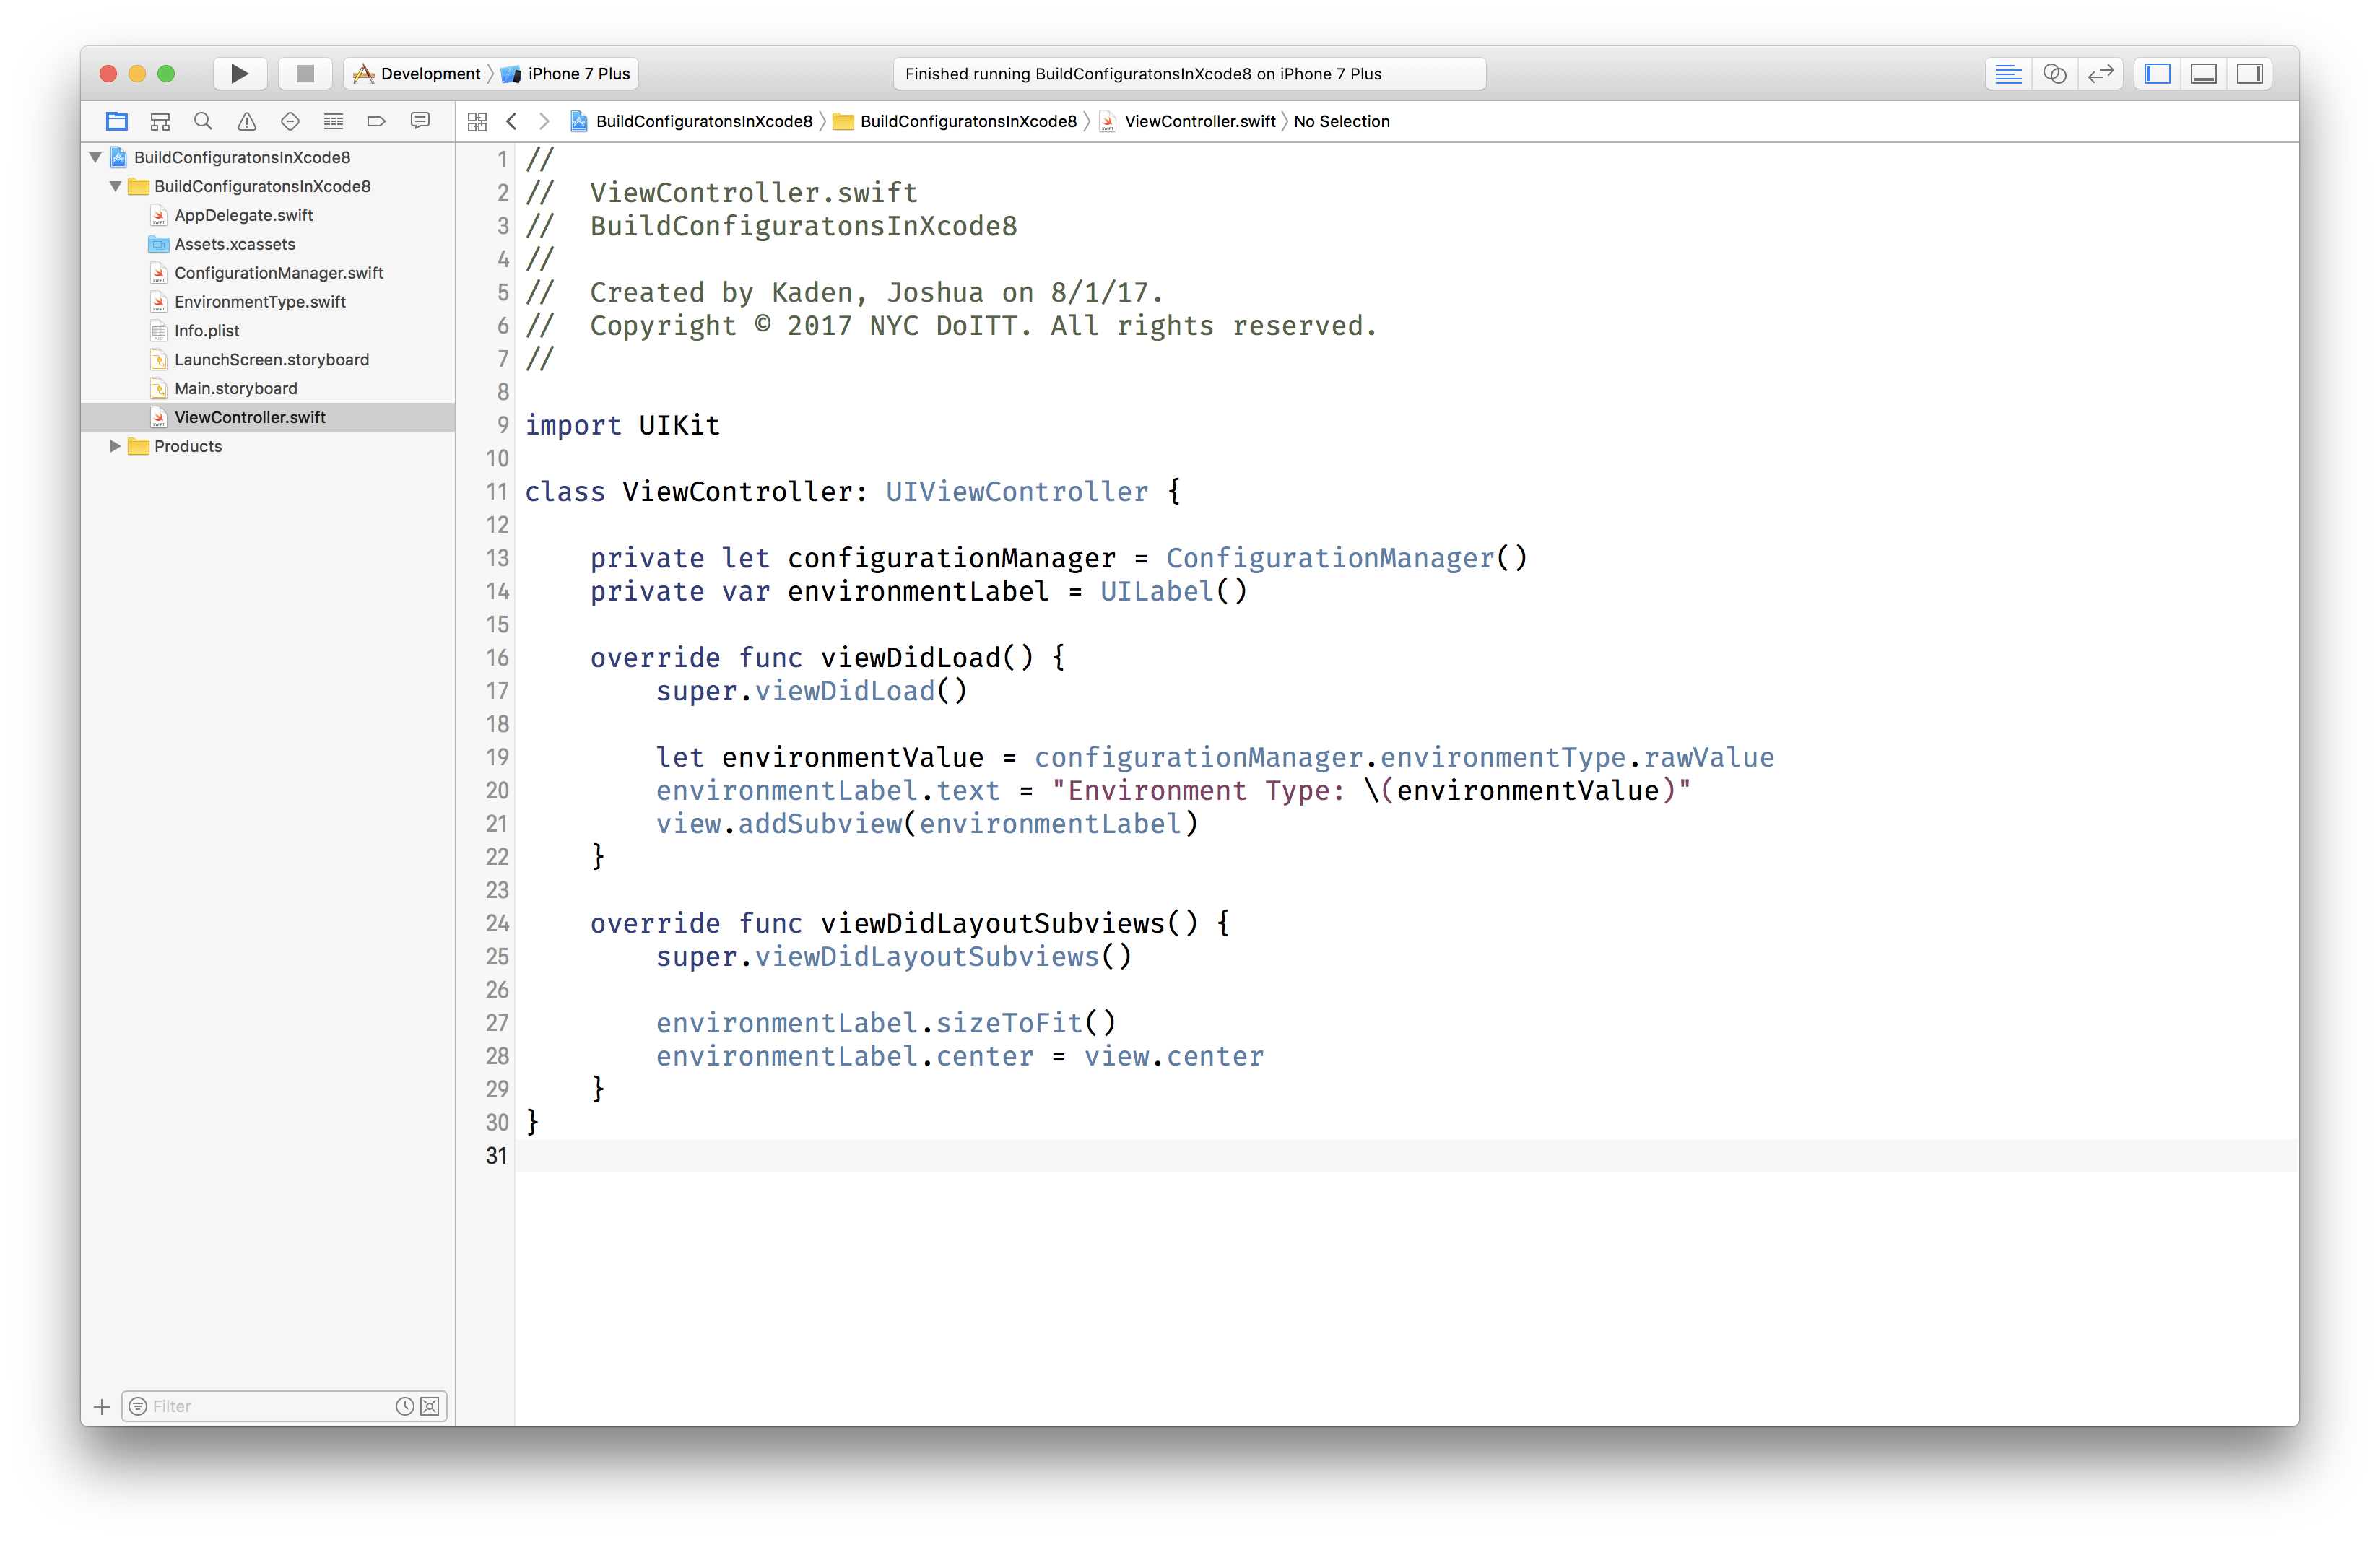 Development iPhone 7 Plus
Finished running BuildConfiguratonsInXcode8 on iPhone 7 Plus
BuildConfiguratonsInXcode8 BuildConfiguratonsInXcode8 ViewController.swift No Selection
BuildConfiguratonsInXcode8
BuildConfiguratonsInXcode8
AppDelegate.swift
Assets.xcassets
ConfigurationManager.swift
EnvironmentType.swift
Info.plist
LaunchScreen.storyboard
Main.storyboard
ViewController.swift
Products
Filter
1 //
2 //  ViewController.swift
3 //  BuildConfiguratonsInXcode8
4 //
5 //  Created by Kaden, Joshua on 8/1/17.
6 //  Copyright © 2017 NYC DoITT. All rights reserved.
7 //
8
9 import UIKit
10
11 class ViewController: UIViewController {
12
13     private let configurationManager = ConfigurationManager()
14     private var environmentLabel = UILabel()
15
16     override func viewDidLoad() {
17         super.viewDidLoad()
18
19         let environmentValue = configurationManager.environmentType.rawValue
20         environmentLabel.text = "Environment Type: \(environmentValue)"
21         view.addSubview(environmentLabel)
22     }
23
24     override func viewDidLayoutSubviews() {
25         super.viewDidLayoutSubviews()
26
27         environmentLabel.sizeToFit()
28         environmentLabel.center = view.center
29     }
30 }
31